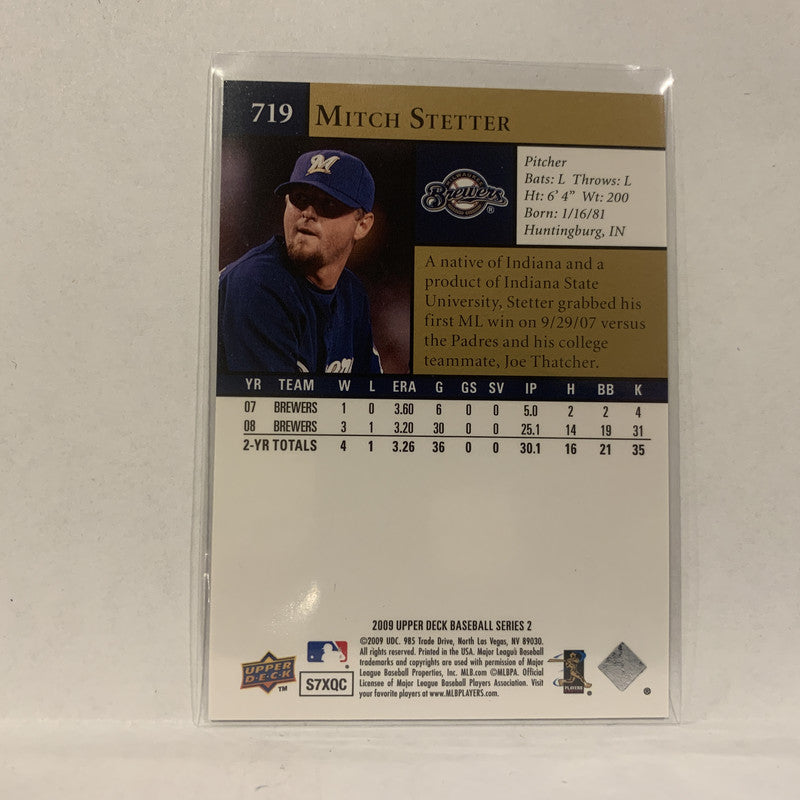 719 MITCH STETTER
M
Brewers
Pitcher
Bats: L Throws: L
Ht: 6' 4" Wt: 200
Born: 1/16/81
Huntingburg, IN
A native of Indiana and a
product of Indiana State
University, Stetter grabbed his
first ML win on 9/29/07 versus
the Padres and his college
teammate, Joe Thatcher.
YR TEAM W L ERA G GS SV IP H BB K
07 BREWERS 1 0 3.60 6 0 0 5.0 2 2 4
08 BREWERS 3 1 3.20 30 0 0 25.1 14 19 31
2-YR TOTALS 4 1 3.26 36 0 0 30.1 16 21 35
2009 UPPER DECK BASEBALL SERIES 2
©2009 UDC. 985 Trade Drive, North Las Vegas, NV 89030.
All rights reserved. Printed in the USA. Major League Baseball
trademarks and copyrights are used with permission of Major
League Baseball Properties, Inc. MLB.com ©MLBPA. Official
Licensee of Major League Baseball Players Association. Visit
your favorite players at www.MLBPLAYERS.com.
UPPER DECK TM
S7XQC
PLAYERS